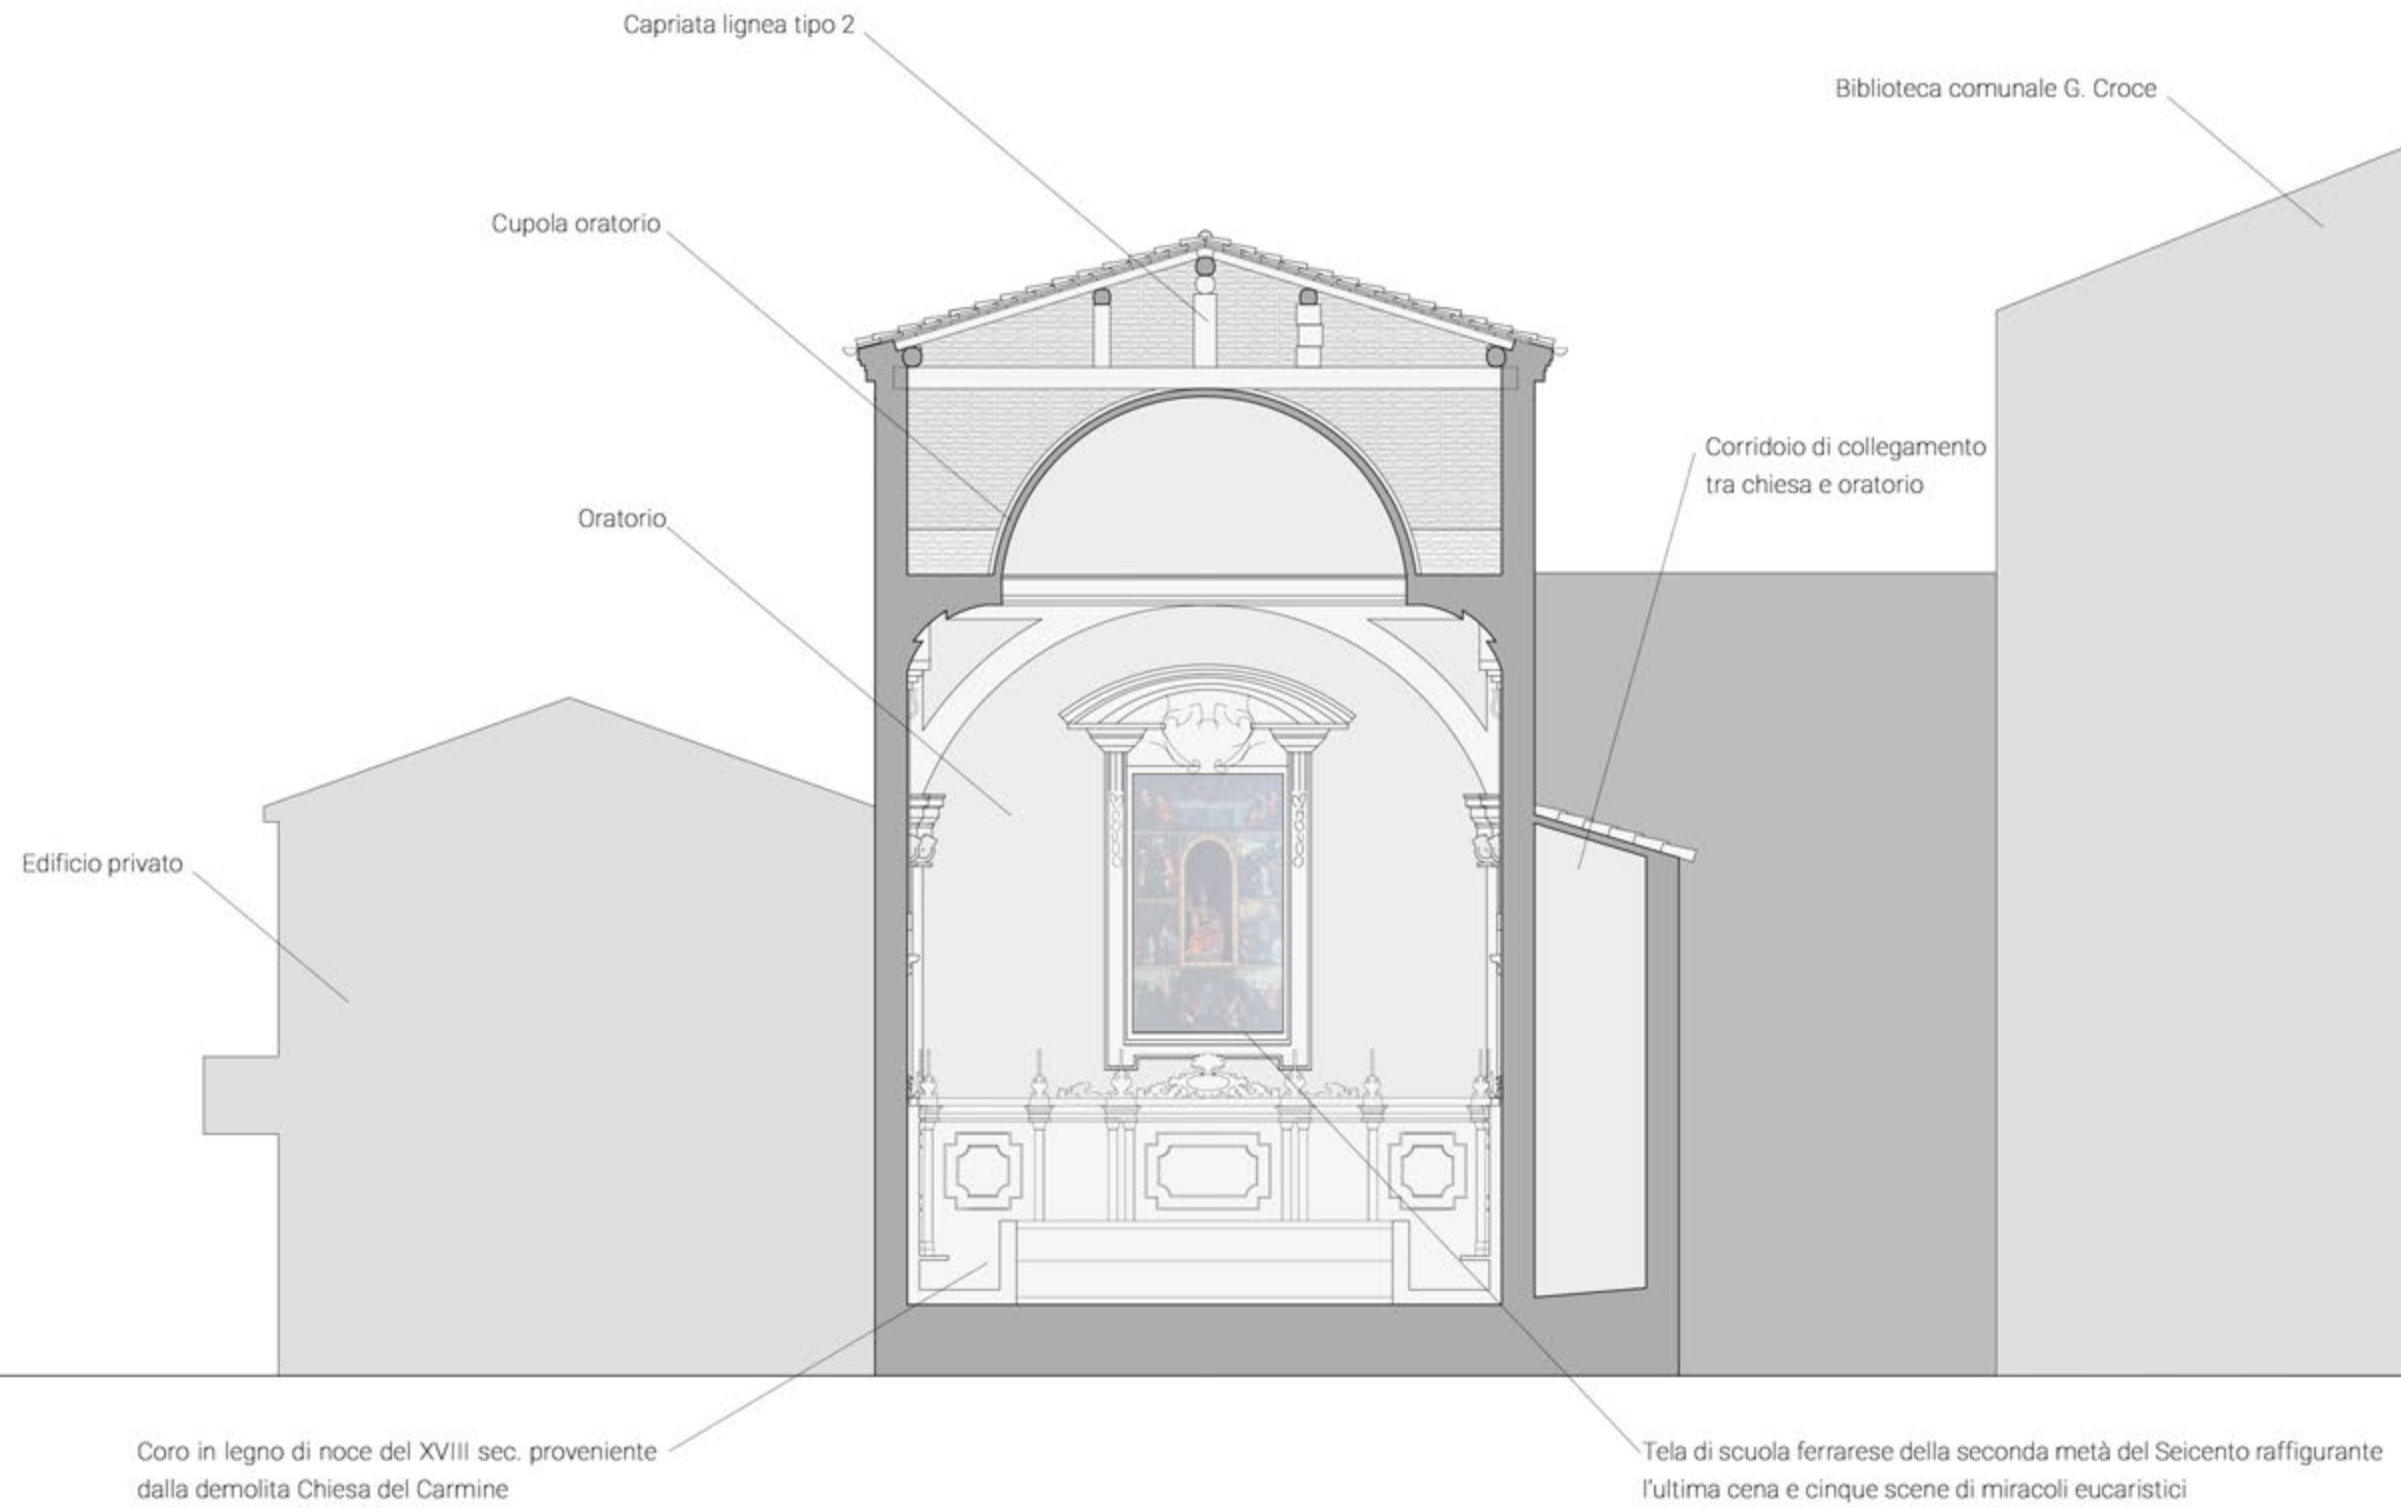 Capriata lignea tipo 2
Biblioteca comunale G. Croce
Cupola oratorio
Corridoio di collegamento
tra chiesa e oratorio
Oratorio
Edificio privato
Coro in legno di noce del XVIII sec. proveniente
dalla demolita Chiesa del Carmine
Tela di scuola ferrarese della seconda metà del Seicento raffigurante
l'ultima cena e cinque scene di miracoli eucaristici